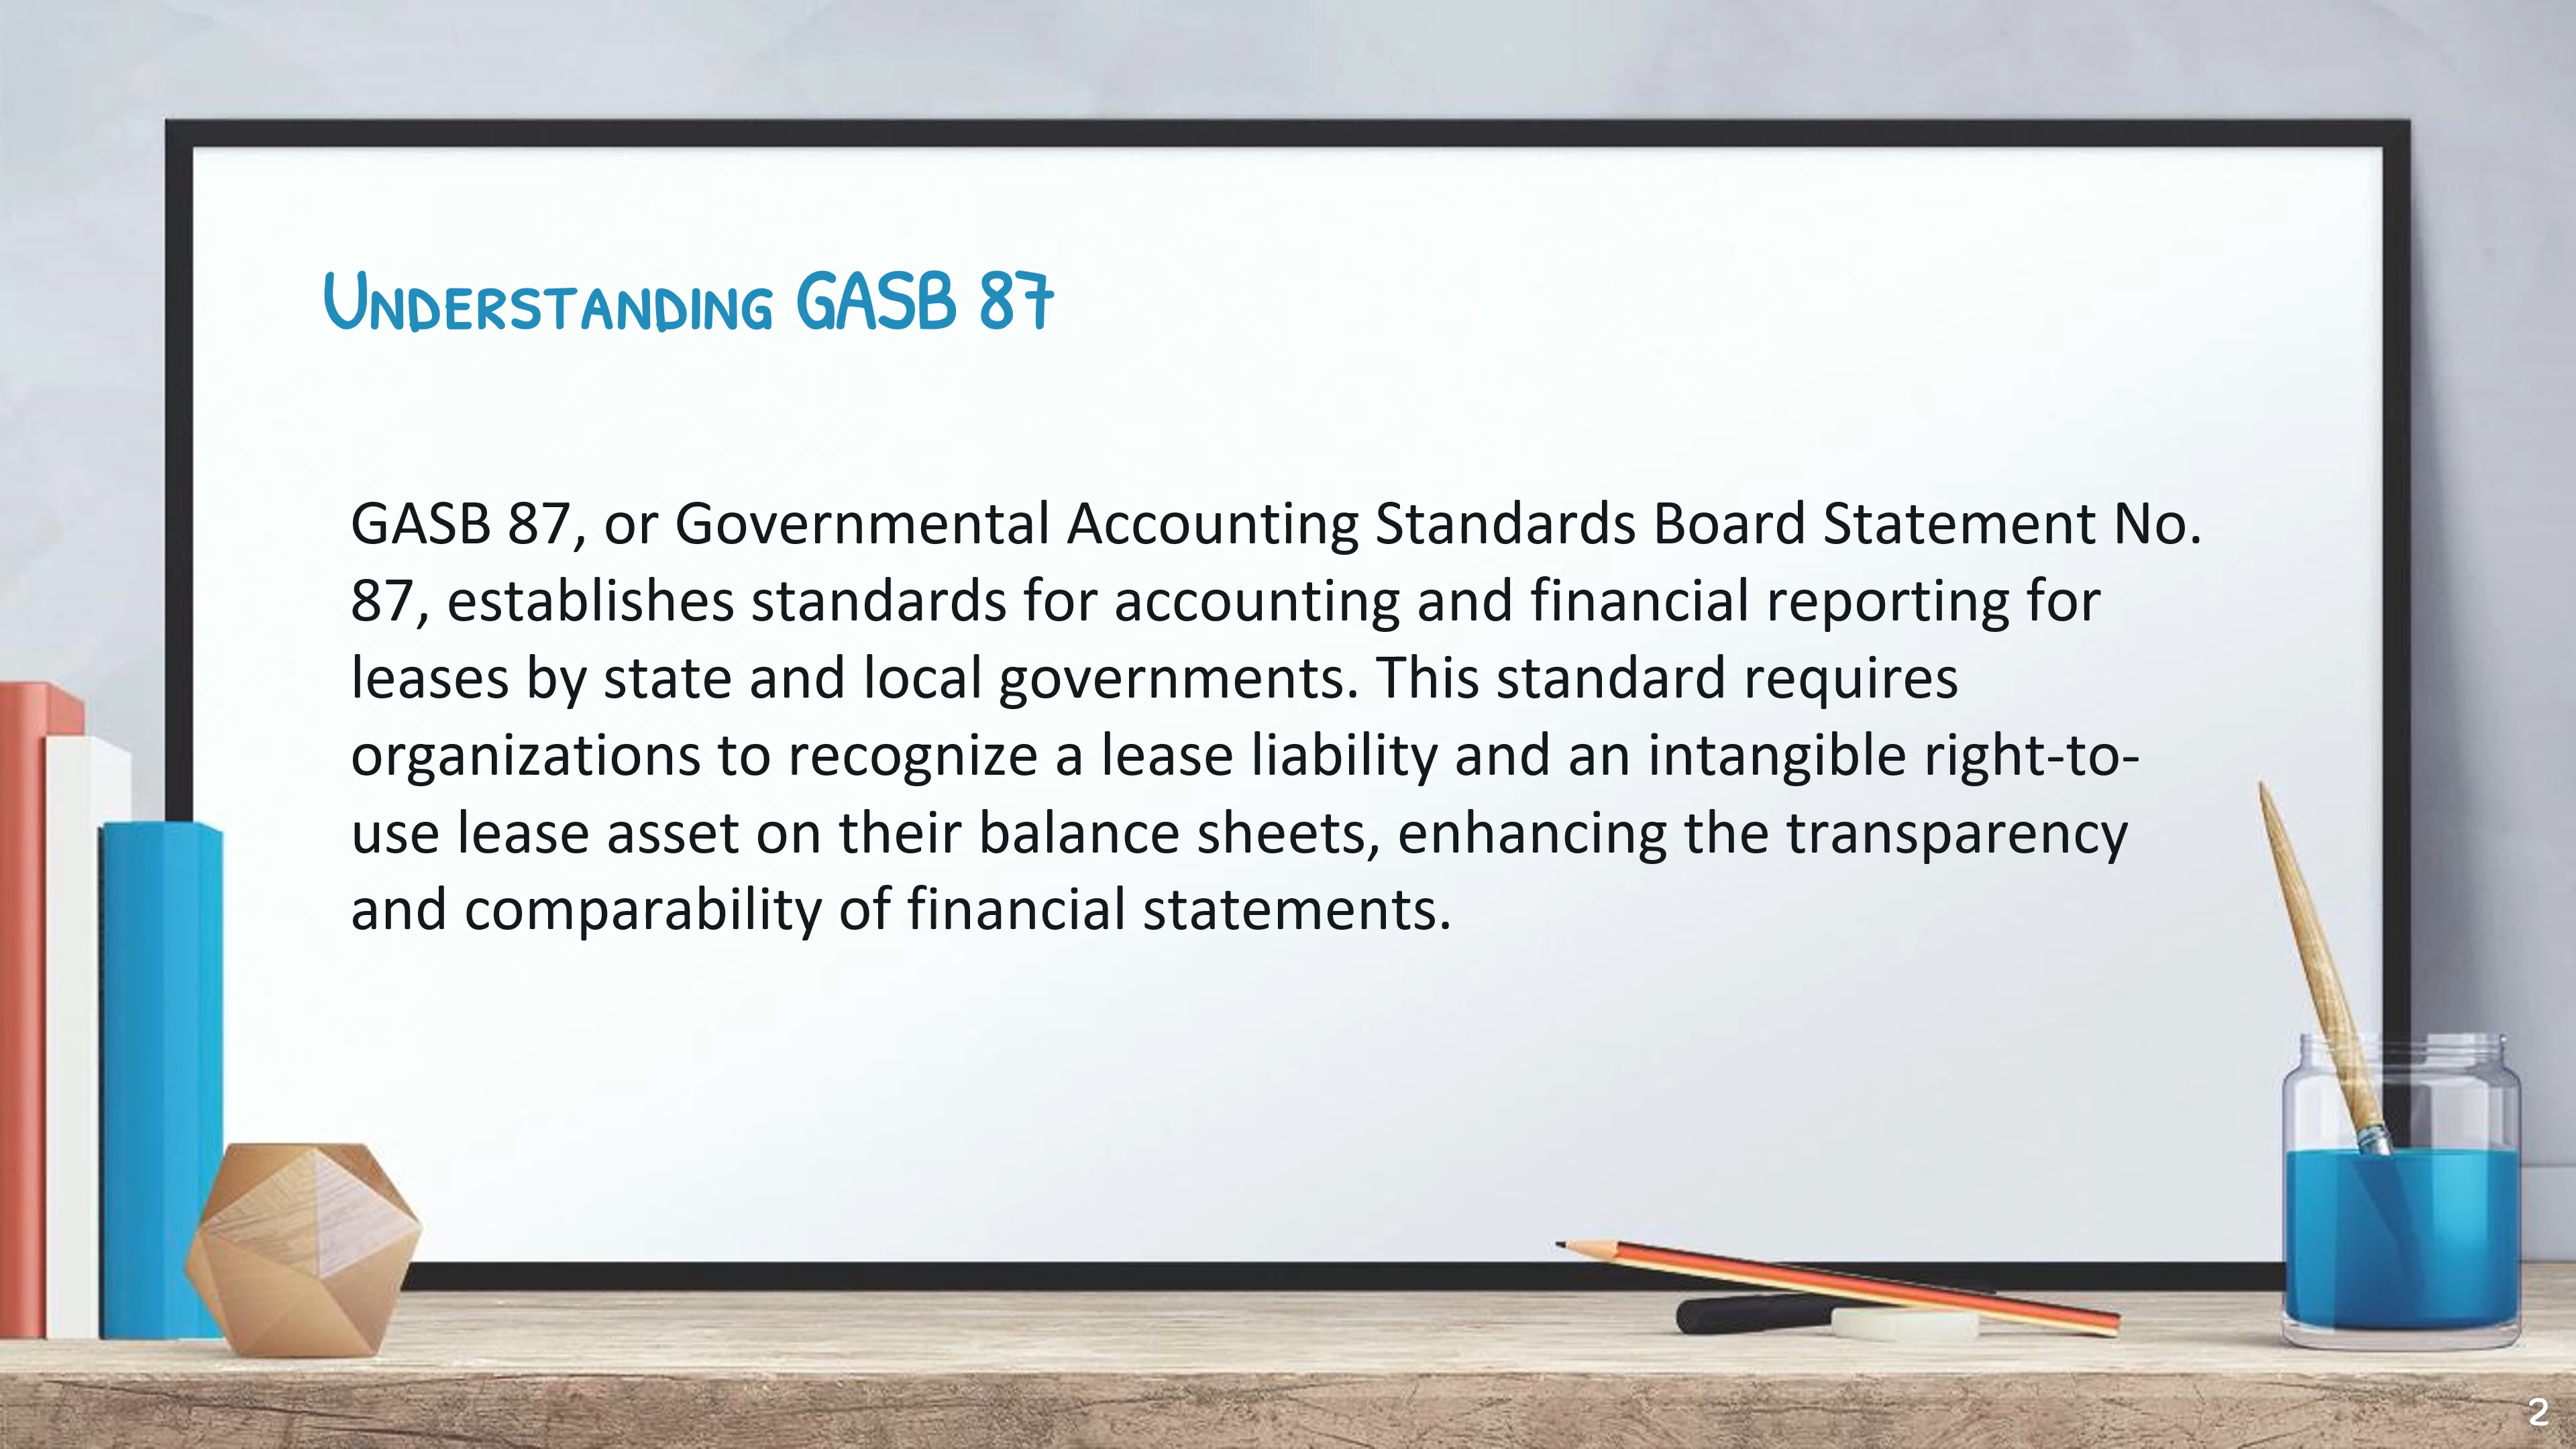 Understanding GASB 87
GASB 87, or Governmental Accounting Standards Board Statement No.
87, establishes standards for accounting and financial reporting for
leases by state and local governments. This standard requires
organizations to recognize a lease liability and an intangible right-to-
use lease asset on their balance sheets, enhancing the transparency
and comparability of financial statements.
2